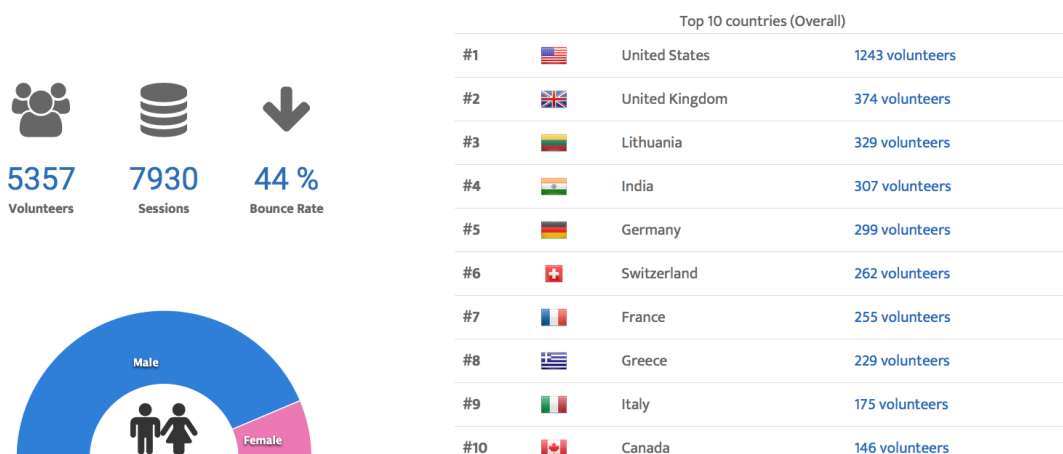 Top 10 countries (Overall)
#1 United States 1243 volunteers
#2 United Kingdom 374 volunteers
#3 Lithuania 329 volunteers
#4 India 307 volunteers
#5 Germany 299 volunteers
#6 Switzerland 262 volunteers
#7 France 255 volunteers
#8 Greece 229 volunteers
#9 Italy 175 volunteers
#10 Canada 146 volunteers
5357 7930 44 %
Volunteers Sessions Bounce Rate
Male
Female